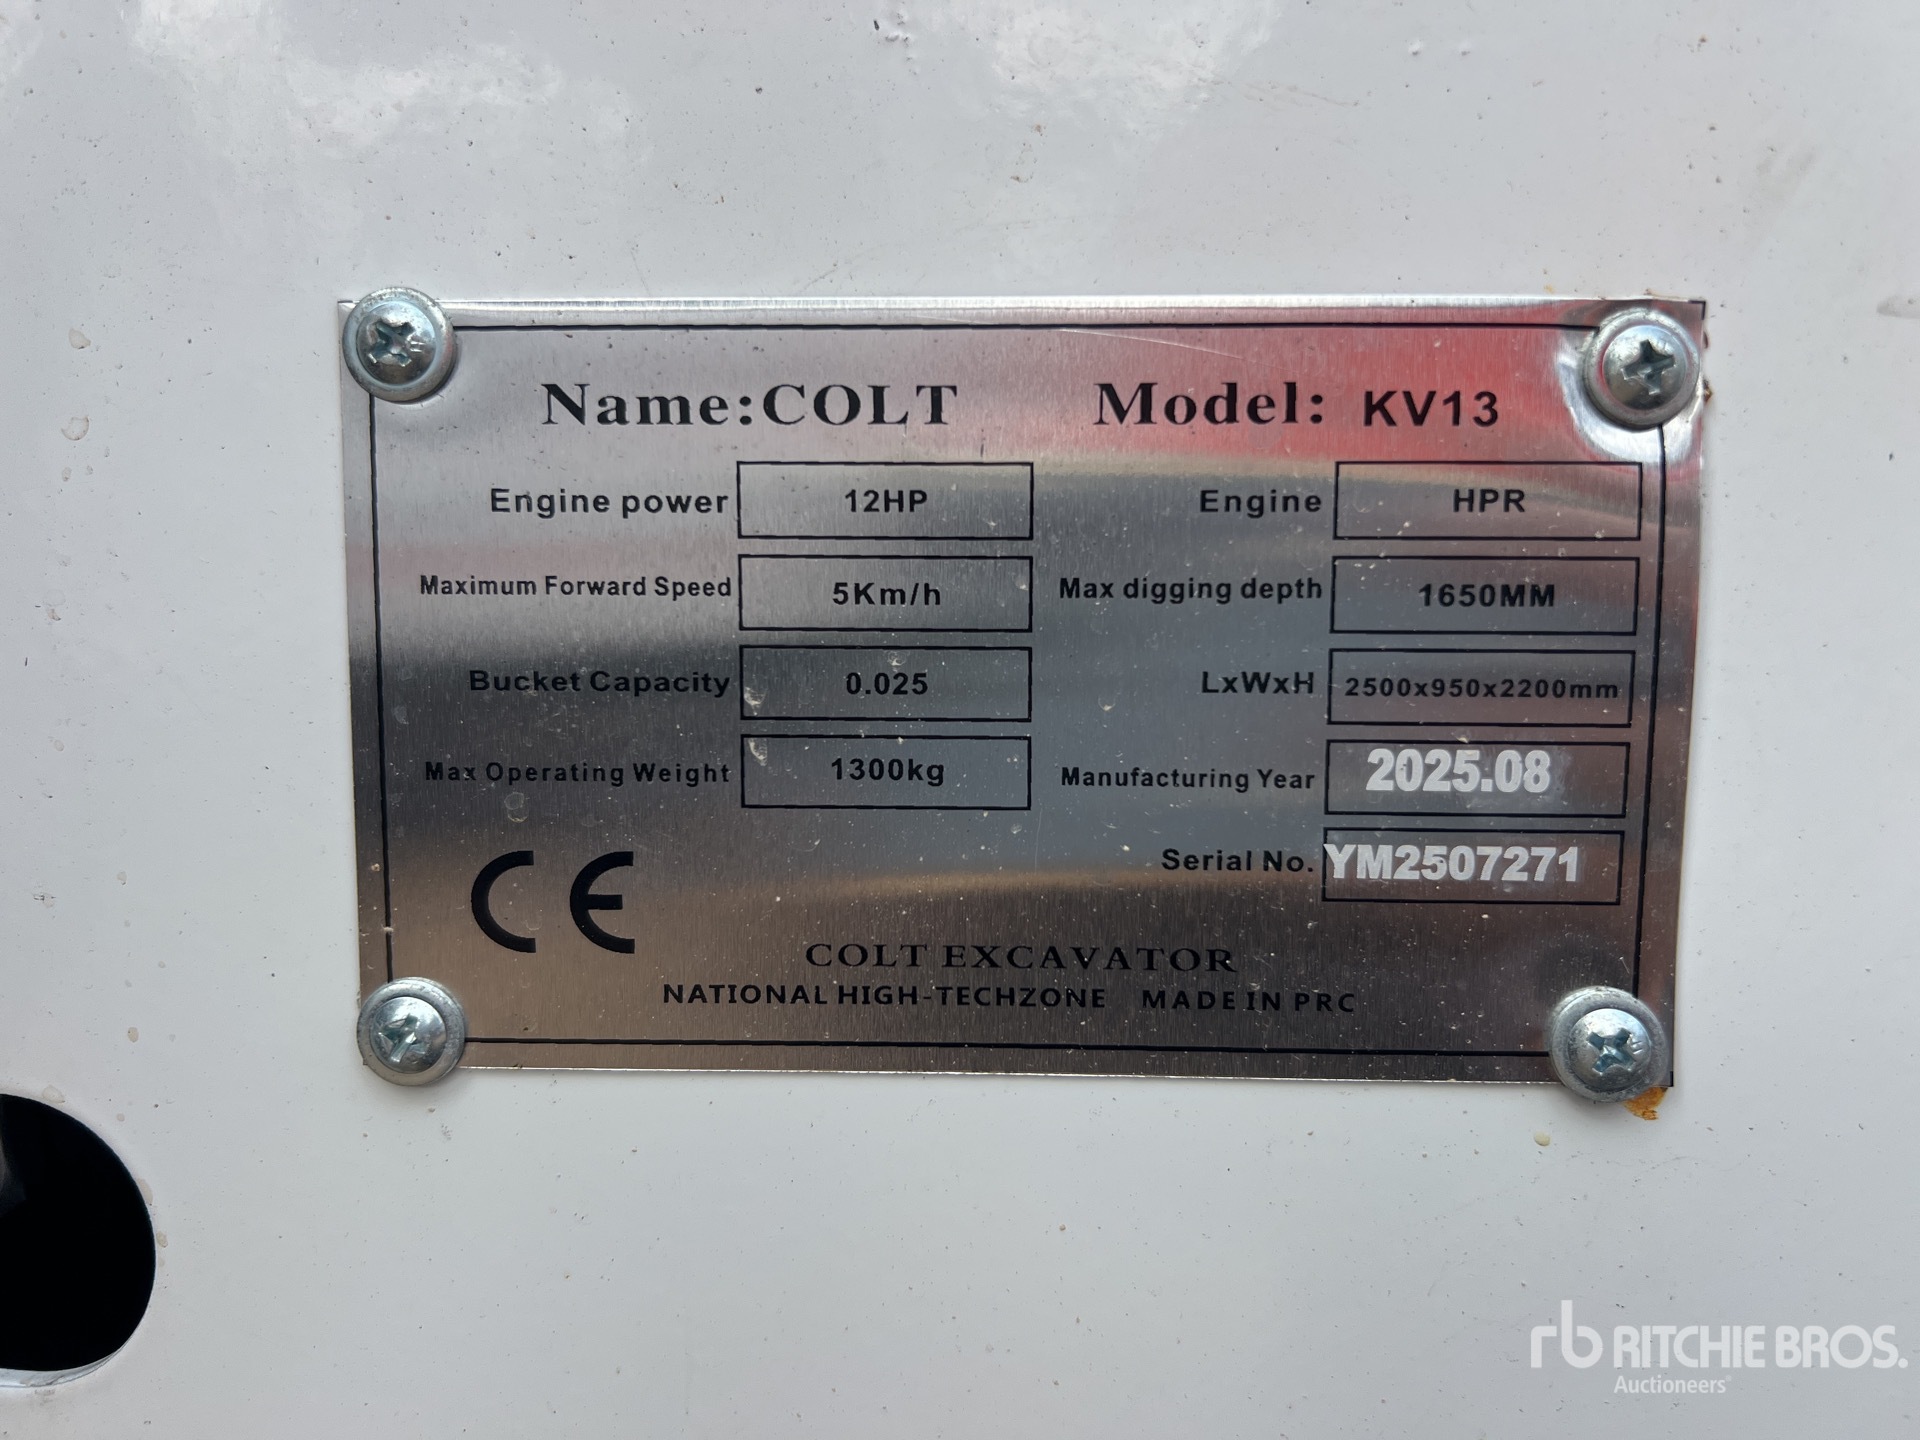 Name:COLT Model: KV13
Engine power 12HP Engine HPR
Maximum Forward Speed 5Km/h Max digging depth 1650MM
Bucket Capacity 0.025 LxWxH 2500x950x2200mm
Max Operating Weight 1300kg Manufacturing Year 2025.08
Serial No. YM2507271
CE
COLT EXCAVATOR
NATIONAL HIGH-TECHZONE MADE IN PRC
rb RITCHIE BROS.
Auctioneers